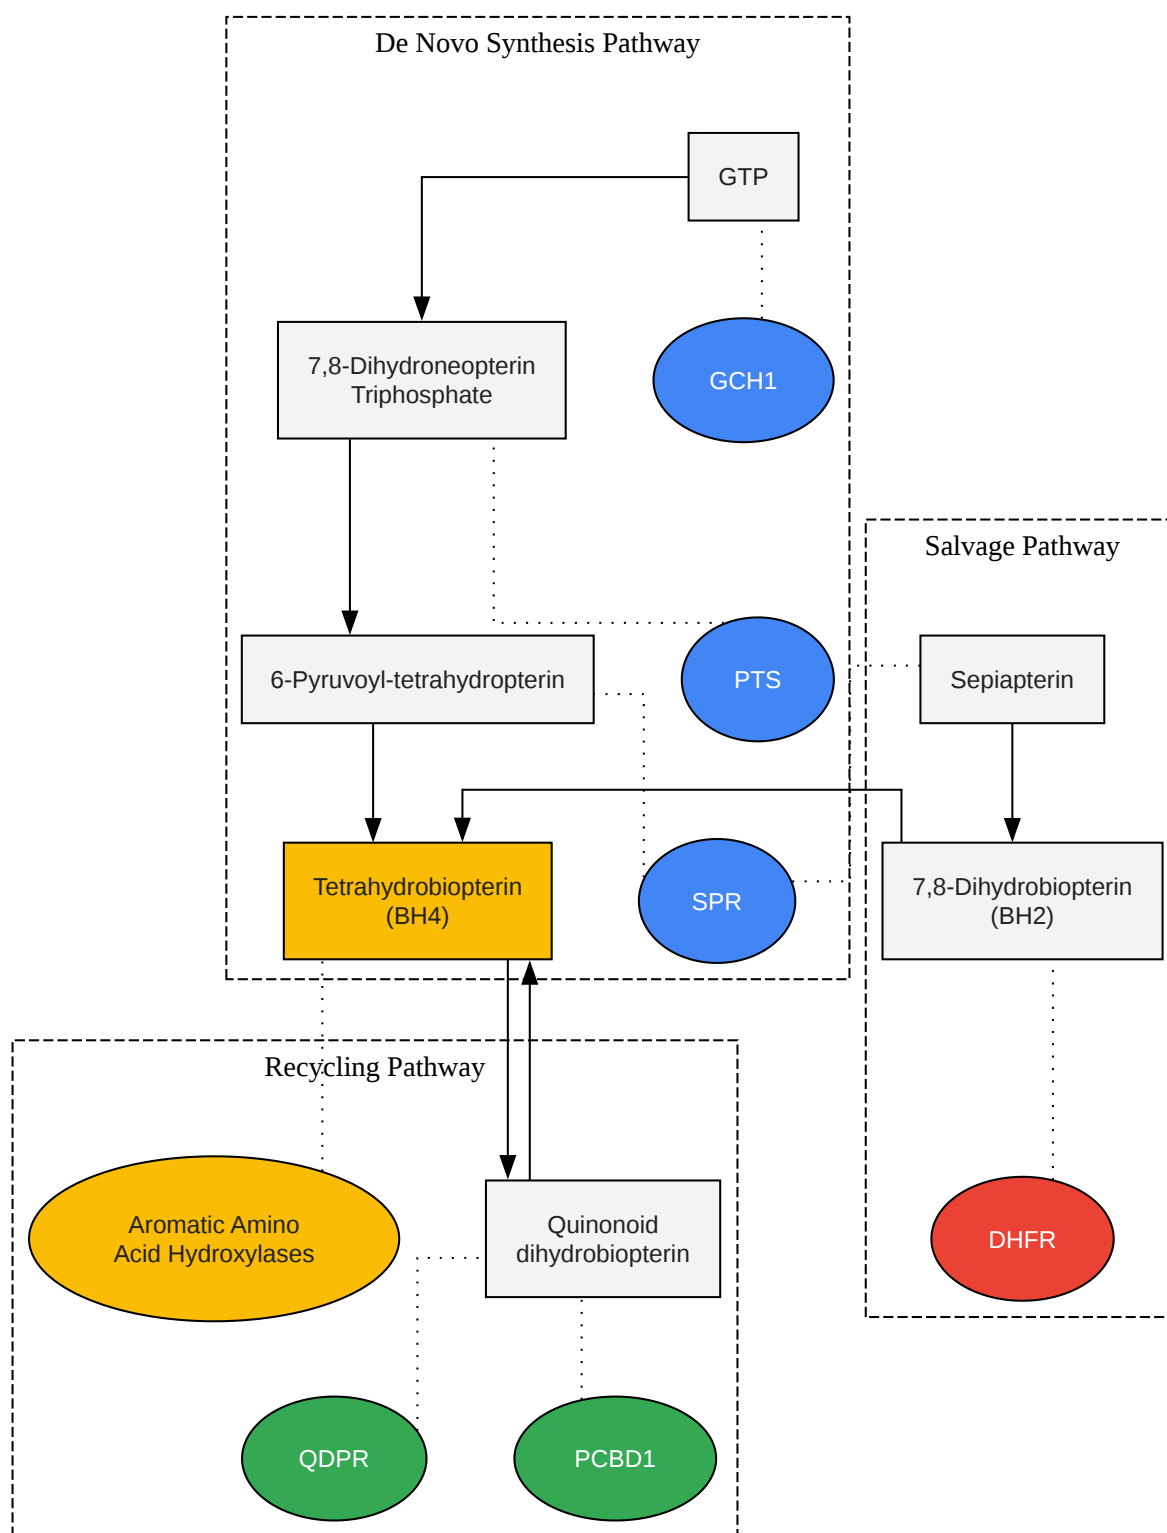 De Novo Synthesis Pathway
GTP
7,8-Dihydroneopterin
Triphosphate
GCH1
Salvage Pathway
6-Pyruvoyl-tetrahydropterin
PTS
Sepiapterin
Tetrahydrobiopterin
(BH4)
SPR
7,8-Dihydrobiopterin
(BH2)
Recycling Pathway
Aromatic Amino
Acid Hydroxylases
Quinonoid
dihydrobiopterin
DHFR
QDPR
PCBD1